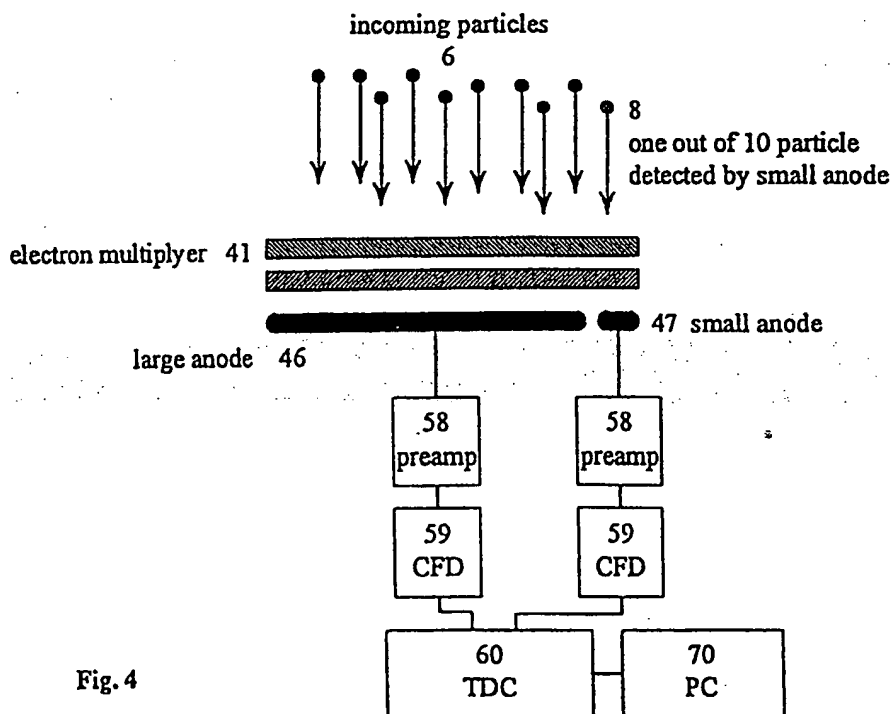 incoming particles
6
8
one out of 10 particle
detected by small anode
electron multiplyer 41
47 small anode
large anode 46
58
preamp
58
preamp
59
CFD
59
CFD
60
TDC
70
PC
Fig. 4